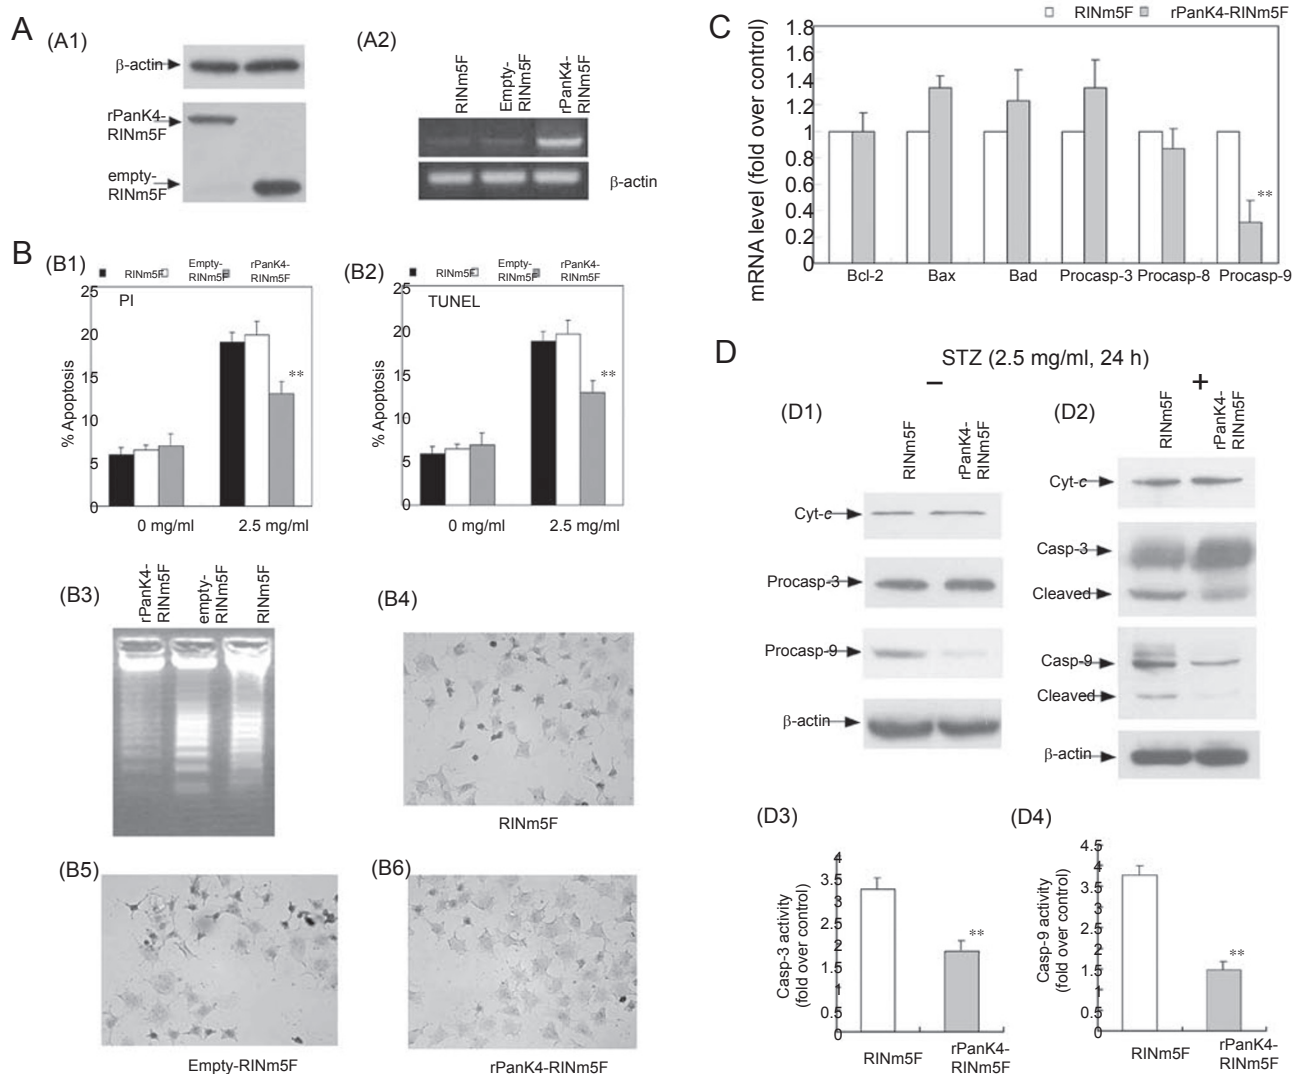 A
(A1)
β-actin
rPanK4-
RINm5F
empty-
RINm5F
(A2)
RINm5F
Empty-
RINm5F
rPanK4-
RINm5F
β-actin
B
(B1)
RINm5F
Empty-
RINm5F
rPanK4-
RINm5F
PI
% Apoptosis
25
20
15
10
5
0
0 mg/ml
2.5 mg/ml
**
(B2)
RINm5F
Empty-
RINm5F
rPanK4-
RINm5F
TUNEL
% Apoptosis
25
20
15
10
5
0
0 mg/ml
2.5 mg/ml
**
(B3)
rPanK4-
RINm5F
empty-
RINm5F
RINm5F
(B4)
RINm5F
(B5)
Empty-RINm5F
(B6)
rPanK4-RINm5F
C
RINm5F
rPanK4-RINm5F
mRNA level (fold over control)
1.8
1.6
1.4
1.2
1
0.8
0.6
0.4
0.2
0
**
Bcl-2
Bax
Bad
Procasp-3
Procasp-8
Procasp-9
D
STZ (2.5 mg/ml, 24 h)
−
+
(D1)
RINm5F
rPanK4-
RINm5F
Cyt-c
Procasp-3
Procasp-9
β-actin
(D2)
RINm5F
rPanK4-
RINm5F
Cyt-c
Casp-3
Cleaved
Casp-9
Cleaved
β-actin
(D3)
Casp-3 activity
(fold over control)
4
3.5
3
2.5
2
1.5
1
0.5
0
**
RINm5F
rPanK4-
RINm5F
(D4)
Casp-9 activity
(fold over control)
4.5
4
3.5
3
2.5
2
1.5
1
0.5
0
**
RINm5F
rPanK4-
RINm5F